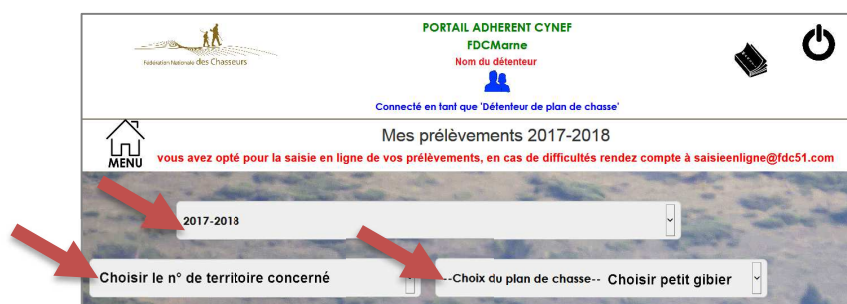 PORTAIL ADHERENT CYNEF
FDCMarne
Fédération Nationale des Chasseurs
Nom du détenteur
Connecté en tant que 'Détenteur de plan de chasse'
Mes prélèvements 2017-2018
MENU
vous avez opté pour la saisie en ligne de vos prélèvements, en cas de difficultés rendez compte à saisieenligne@fdc51.com
2017-2018
Choisir le n° de territoire concerné
--Choix du plan de chasse-- Choisir petit gibier